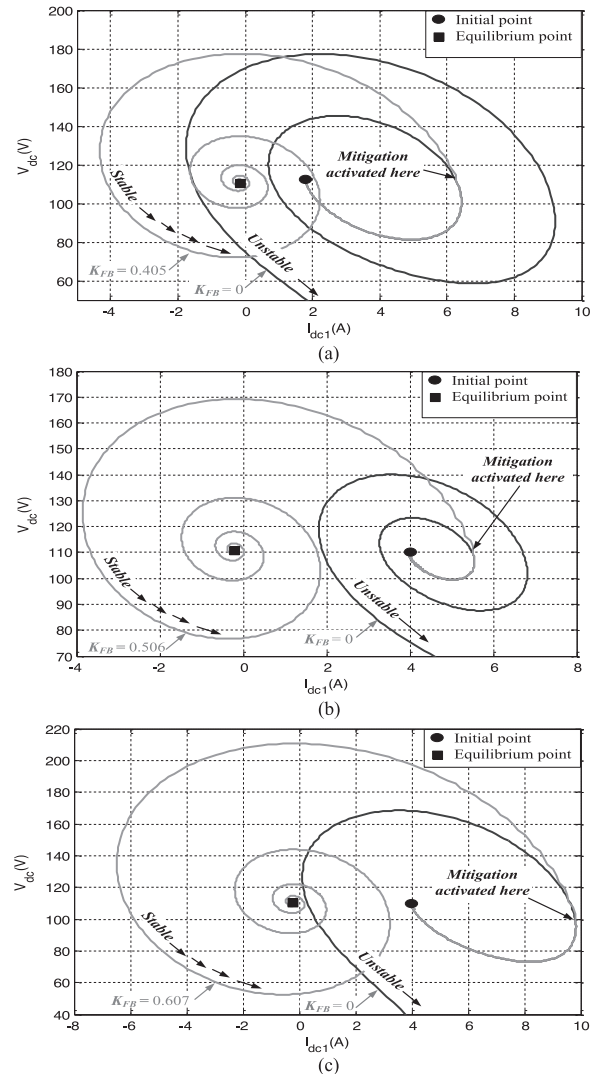 200
180
160
140
120
100
80
60
V_dc(V)
Initial point
Equilibrium point
Mitigation
activated here
Stable
Unstable
K_FB = 0.405
K_FB = 0
-4 -2 0 2 4 6 8 10
I_dc1(A)
(a)
180
170
160
150
140
130
120
110
100
90
80
70
V_dc(V)
Initial point
Equilibrium point
Mitigation
activated here
Stable
Unstable
K_FB = 0.506
K_FB = 0
-4 -2 0 2 4 6 8
I_dc1(A)
(b)
220
200
180
160
140
120
100
80
60
40
V_dc(V)
Initial point
Equilibrium point
Mitigation
activated here
Stable
Unstable
K_FB = 0.607
K_FB = 0
-8 -6 -4 -2 0 2 4 6 8 10
I_dc1(A)
(c)